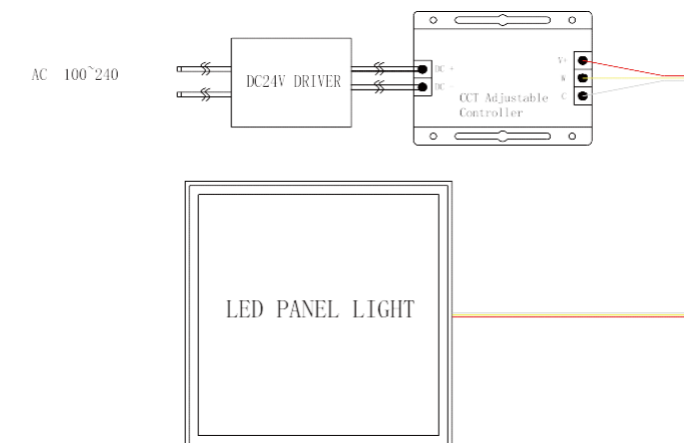 AC 100~240
DC24V DRIVER
DC +
DC -
V+
W
C
CCT Adjustable
Controller
LED PANEL LIGHT